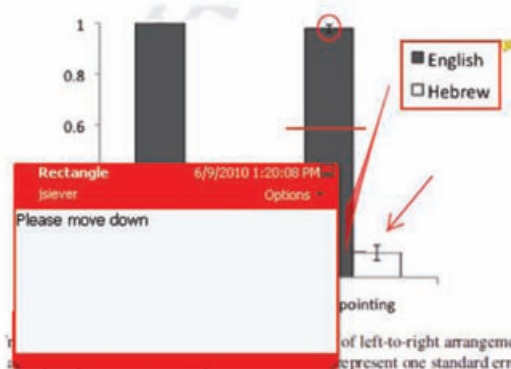 1
0.8
0.6
English
Hebrew
Rectangle 6/9/2010 1:20:08 PM
jsiever Options
Please move down
pointing
of left-to-right arrangeme
represent one standard err